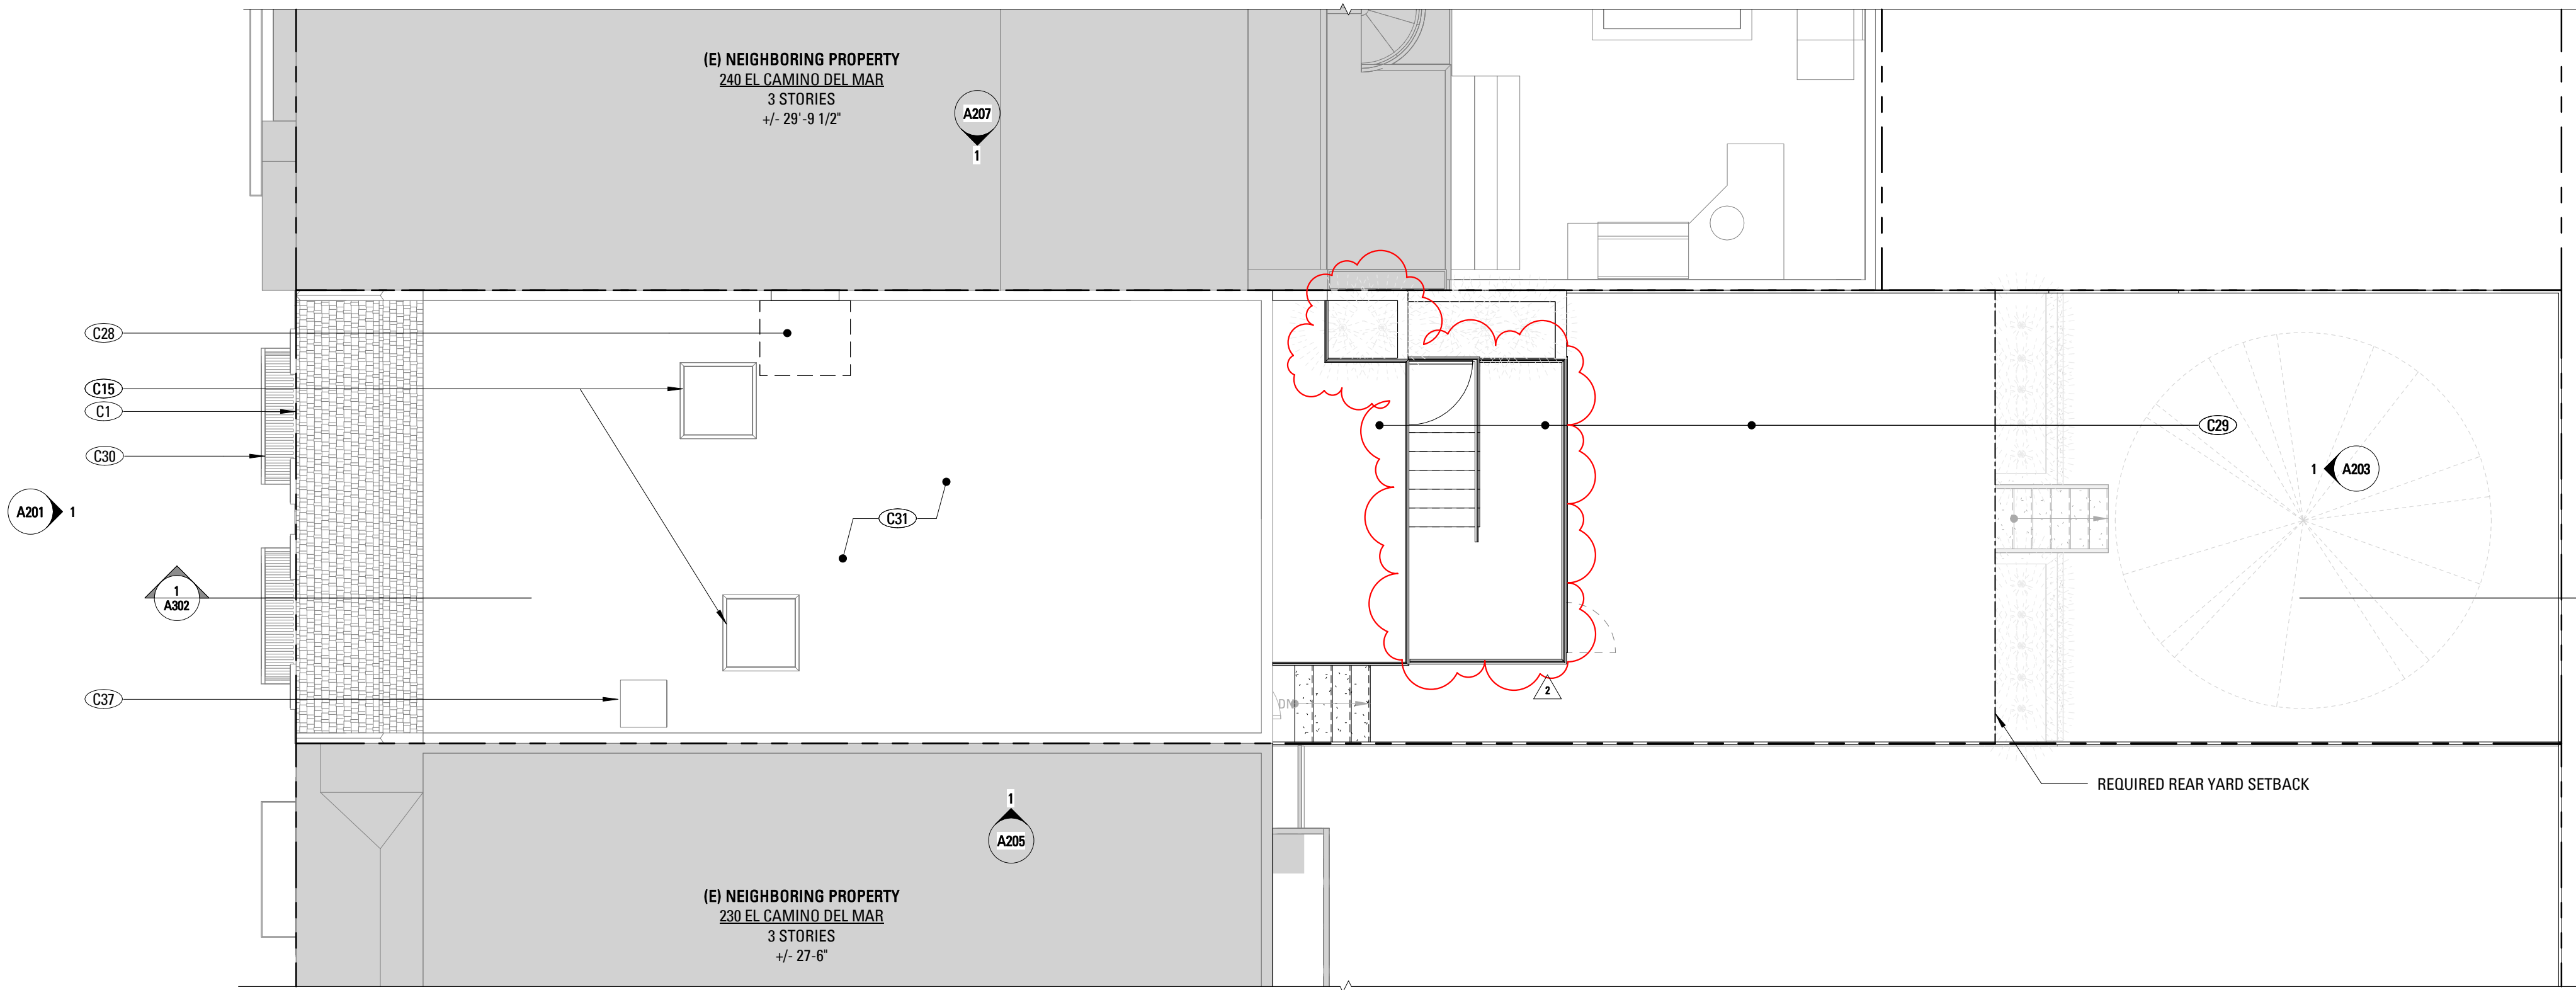 (E) NEIGHBORING PROPERTY
240 EL CAMINO DEL MAR
3 STORIES
+/- 29'-9 1/2"
A207
1
C28
C15
C1
C30
A201
1
1
A302
C37
C31
C29
1
A203
DN
2
REQUIRED REAR YARD SETBACK
1
A205
(E) NEIGHBORING PROPERTY
230 EL CAMINO DEL MAR
3 STORIES
+/- 27-6"